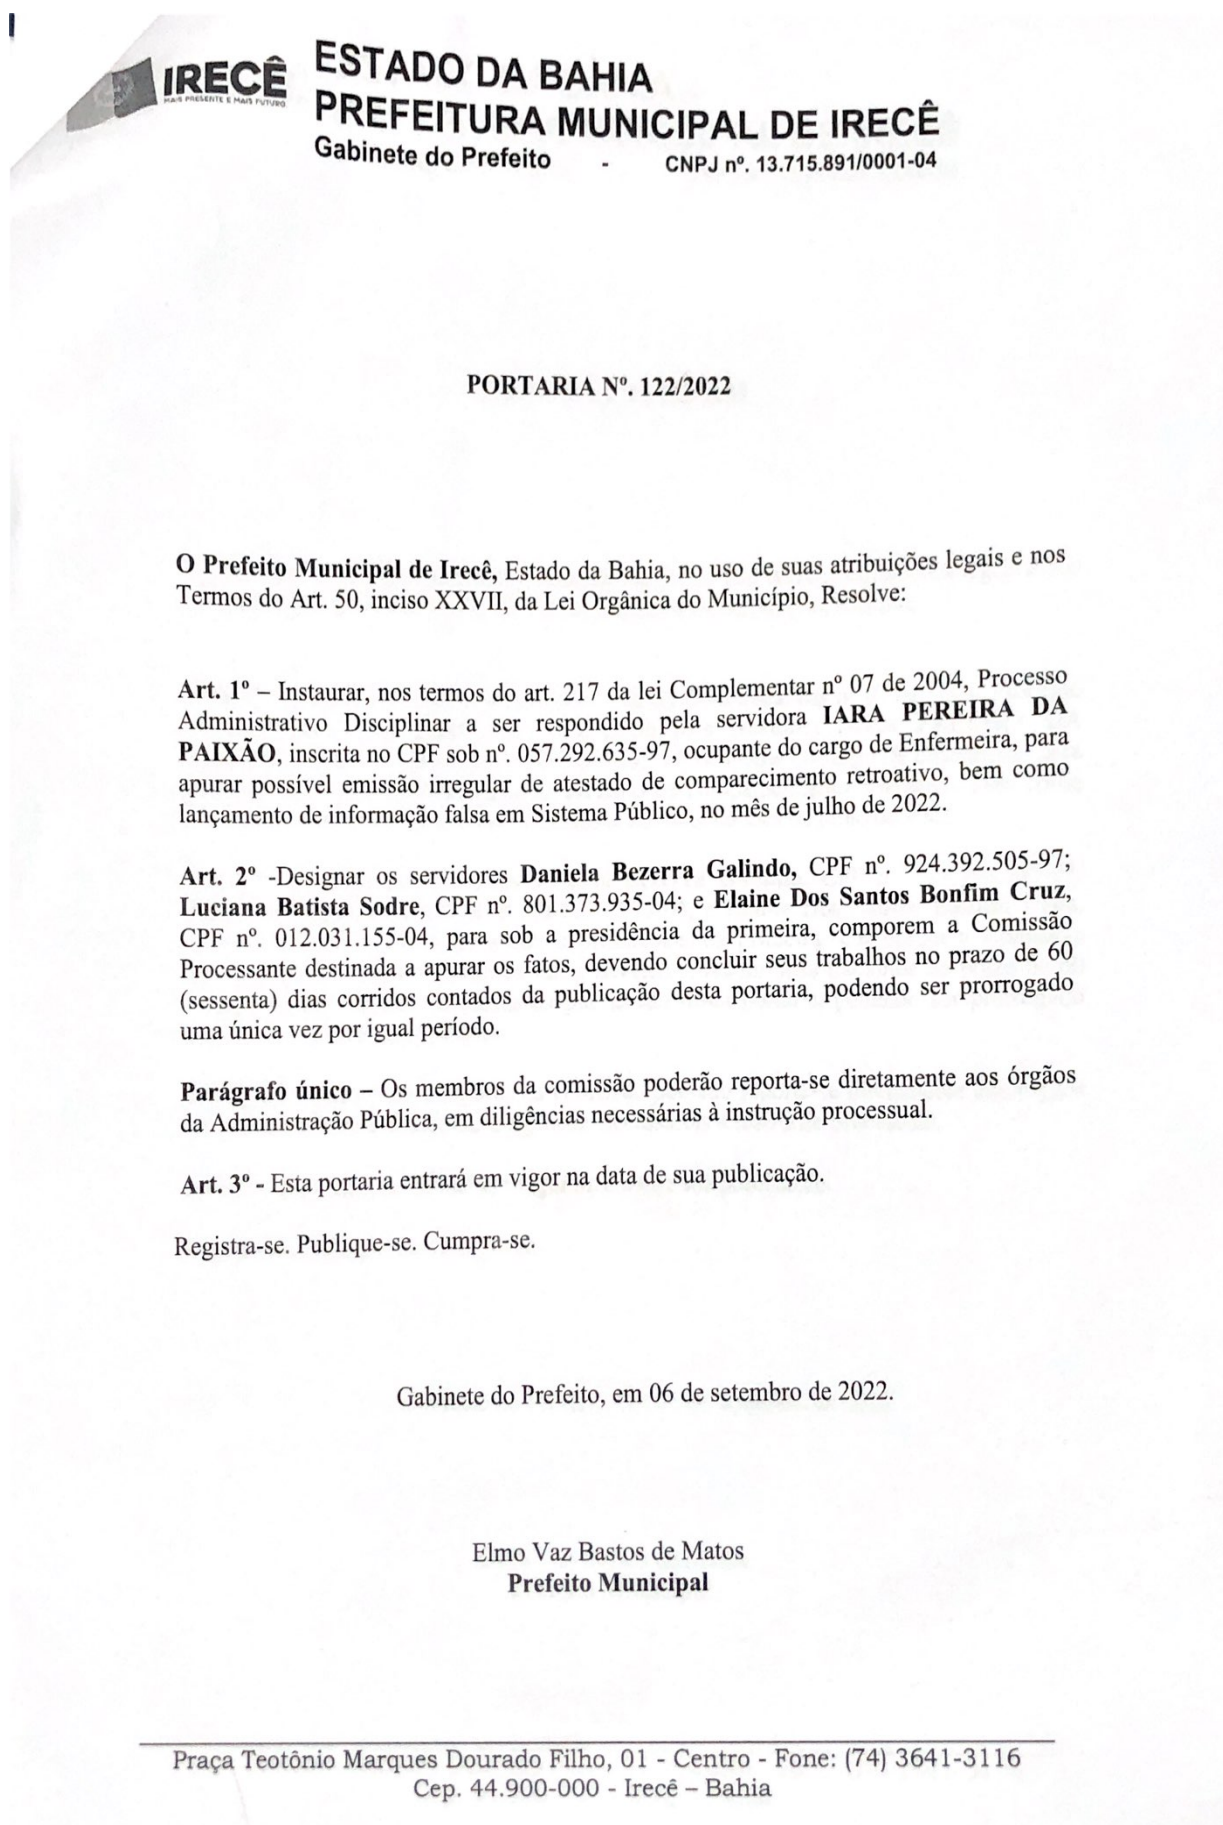 IRECÊ
MAIS PRESENTE E MAIS FUTURO
ESTADO DA BAHIA
PREFEITURA MUNICIPAL DE IRECÊ
Gabinete do Prefeito - CNPJ nº. 13.715.891/0001-04
PORTARIA Nº. 122/2022
O Prefeito Municipal de Irecê, Estado da Bahia, no uso de suas atribuições legais e nos
Termos do Art. 50, inciso XXVII, da Lei Orgânica do Município, Resolve:
Art. 1º – Instaurar, nos termos do art. 217 da lei Complementar nº 07 de 2004, Processo
Administrativo Disciplinar a ser respondido pela servidora IARA PEREIRA DA
PAIXÃO, inscrita no CPF sob nº. 057.292.635-97, ocupante do cargo de Enfermeira, para
apurar possível emissão irregular de atestado de comparecimento retroativo, bem como
lançamento de informação falsa em Sistema Público, no mês de julho de 2022.
Art. 2º -Designar os servidores Daniela Bezerra Galindo, CPF nº. 924.392.505-97;
Luciana Batista Sodre, CPF nº. 801.373.935-04; e Elaine Dos Santos Bonfim Cruz,
CPF nº. 012.031.155-04, para sob a presidência da primeira, comporem a Comissão
Processante destinada a apurar os fatos, devendo concluir seus trabalhos no prazo de 60
(sessenta) dias corridos contados da publicação desta portaria, podendo ser prorrogado
uma única vez por igual período.
Parágrafo único – Os membros da comissão poderão reporta-se diretamente aos órgãos
da Administração Pública, em diligências necessárias à instrução processual.
Art. 3º - Esta portaria entrará em vigor na data de sua publicação.
Registra-se. Publique-se. Cumpra-se.
Gabinete do Prefeito, em 06 de setembro de 2022.
Elmo Vaz Bastos de Matos
Prefeito Municipal
Praça Teotônio Marques Dourado Filho, 01 - Centro - Fone: (74) 3641-3116
Cep. 44.900-000 - Irecê – Bahia